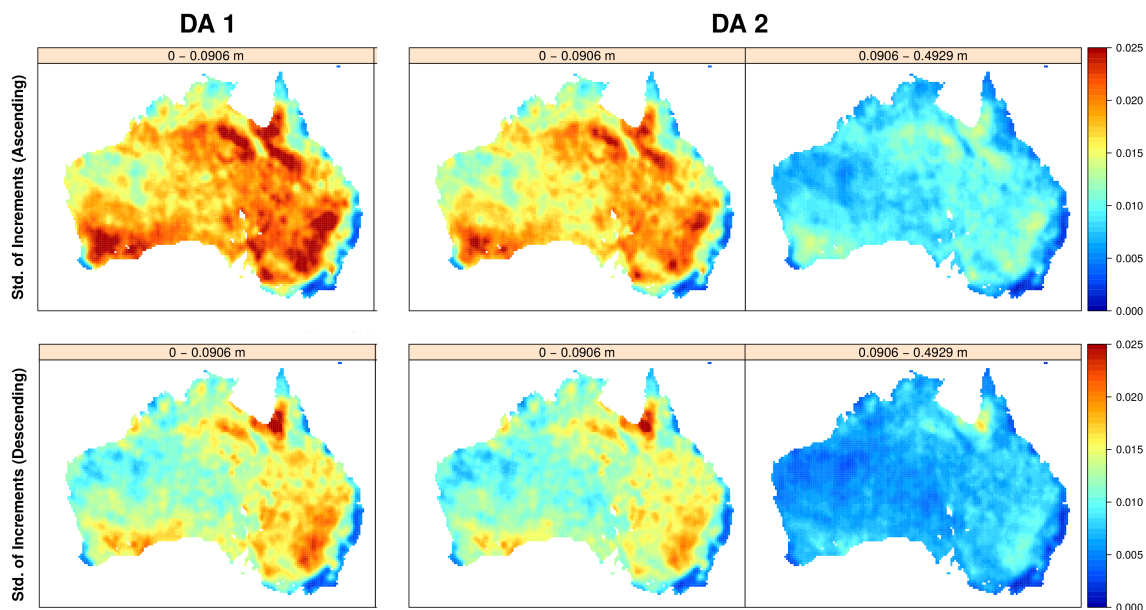 DA 1
DA 2
Std. of Increments (Ascending)
0 − 0.0906 m
0 − 0.0906 m
0.0906 − 0.4929 m
0.025
0.020
0.015
0.010
0.005
0.000
Std. of Increments (Descending)
0 − 0.0906 m
0 − 0.0906 m
0.0906 − 0.4929 m
0.025
0.020
0.015
0.010
0.005
0.000